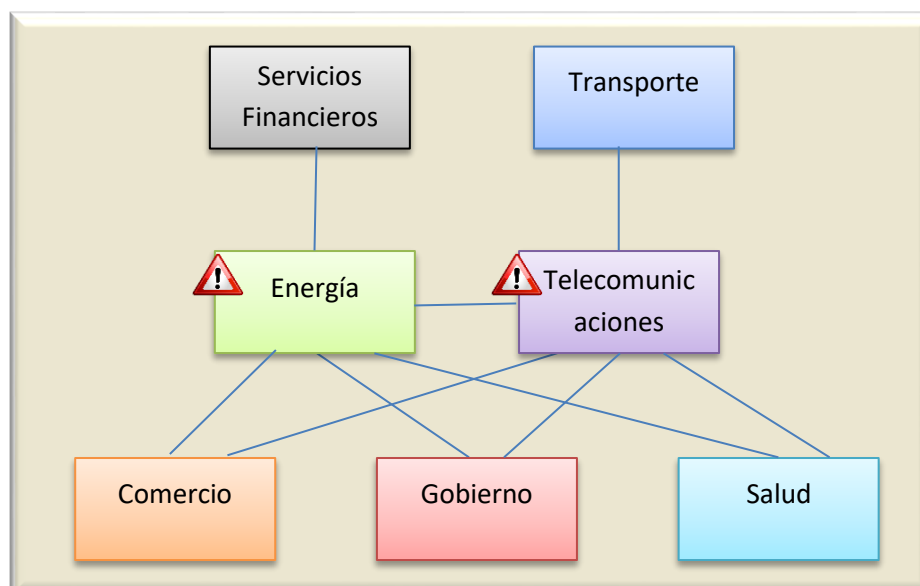 Servicios
Financieros
Transporte
Energía
Telecomunic
aciones
Comercio
Gobierno
Salud